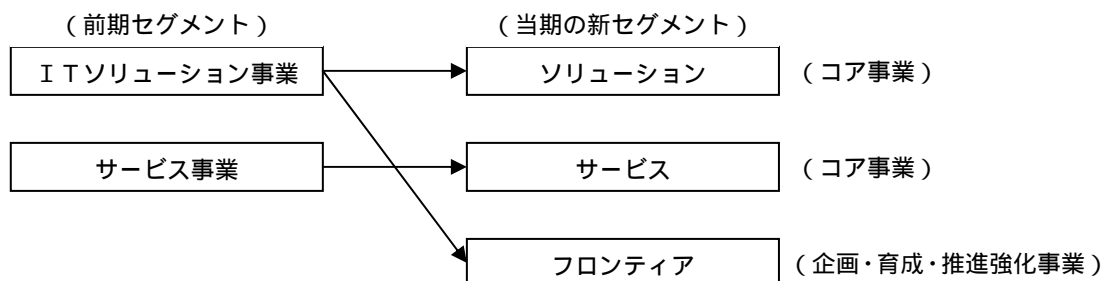 （前期セグメント） （当期の新セグメント）
ＩＴソリューション事業 ソリューション （コア事業）
サービス事業 サービス （コア事業）
フロンティア （企画・育成・推進強化事業）